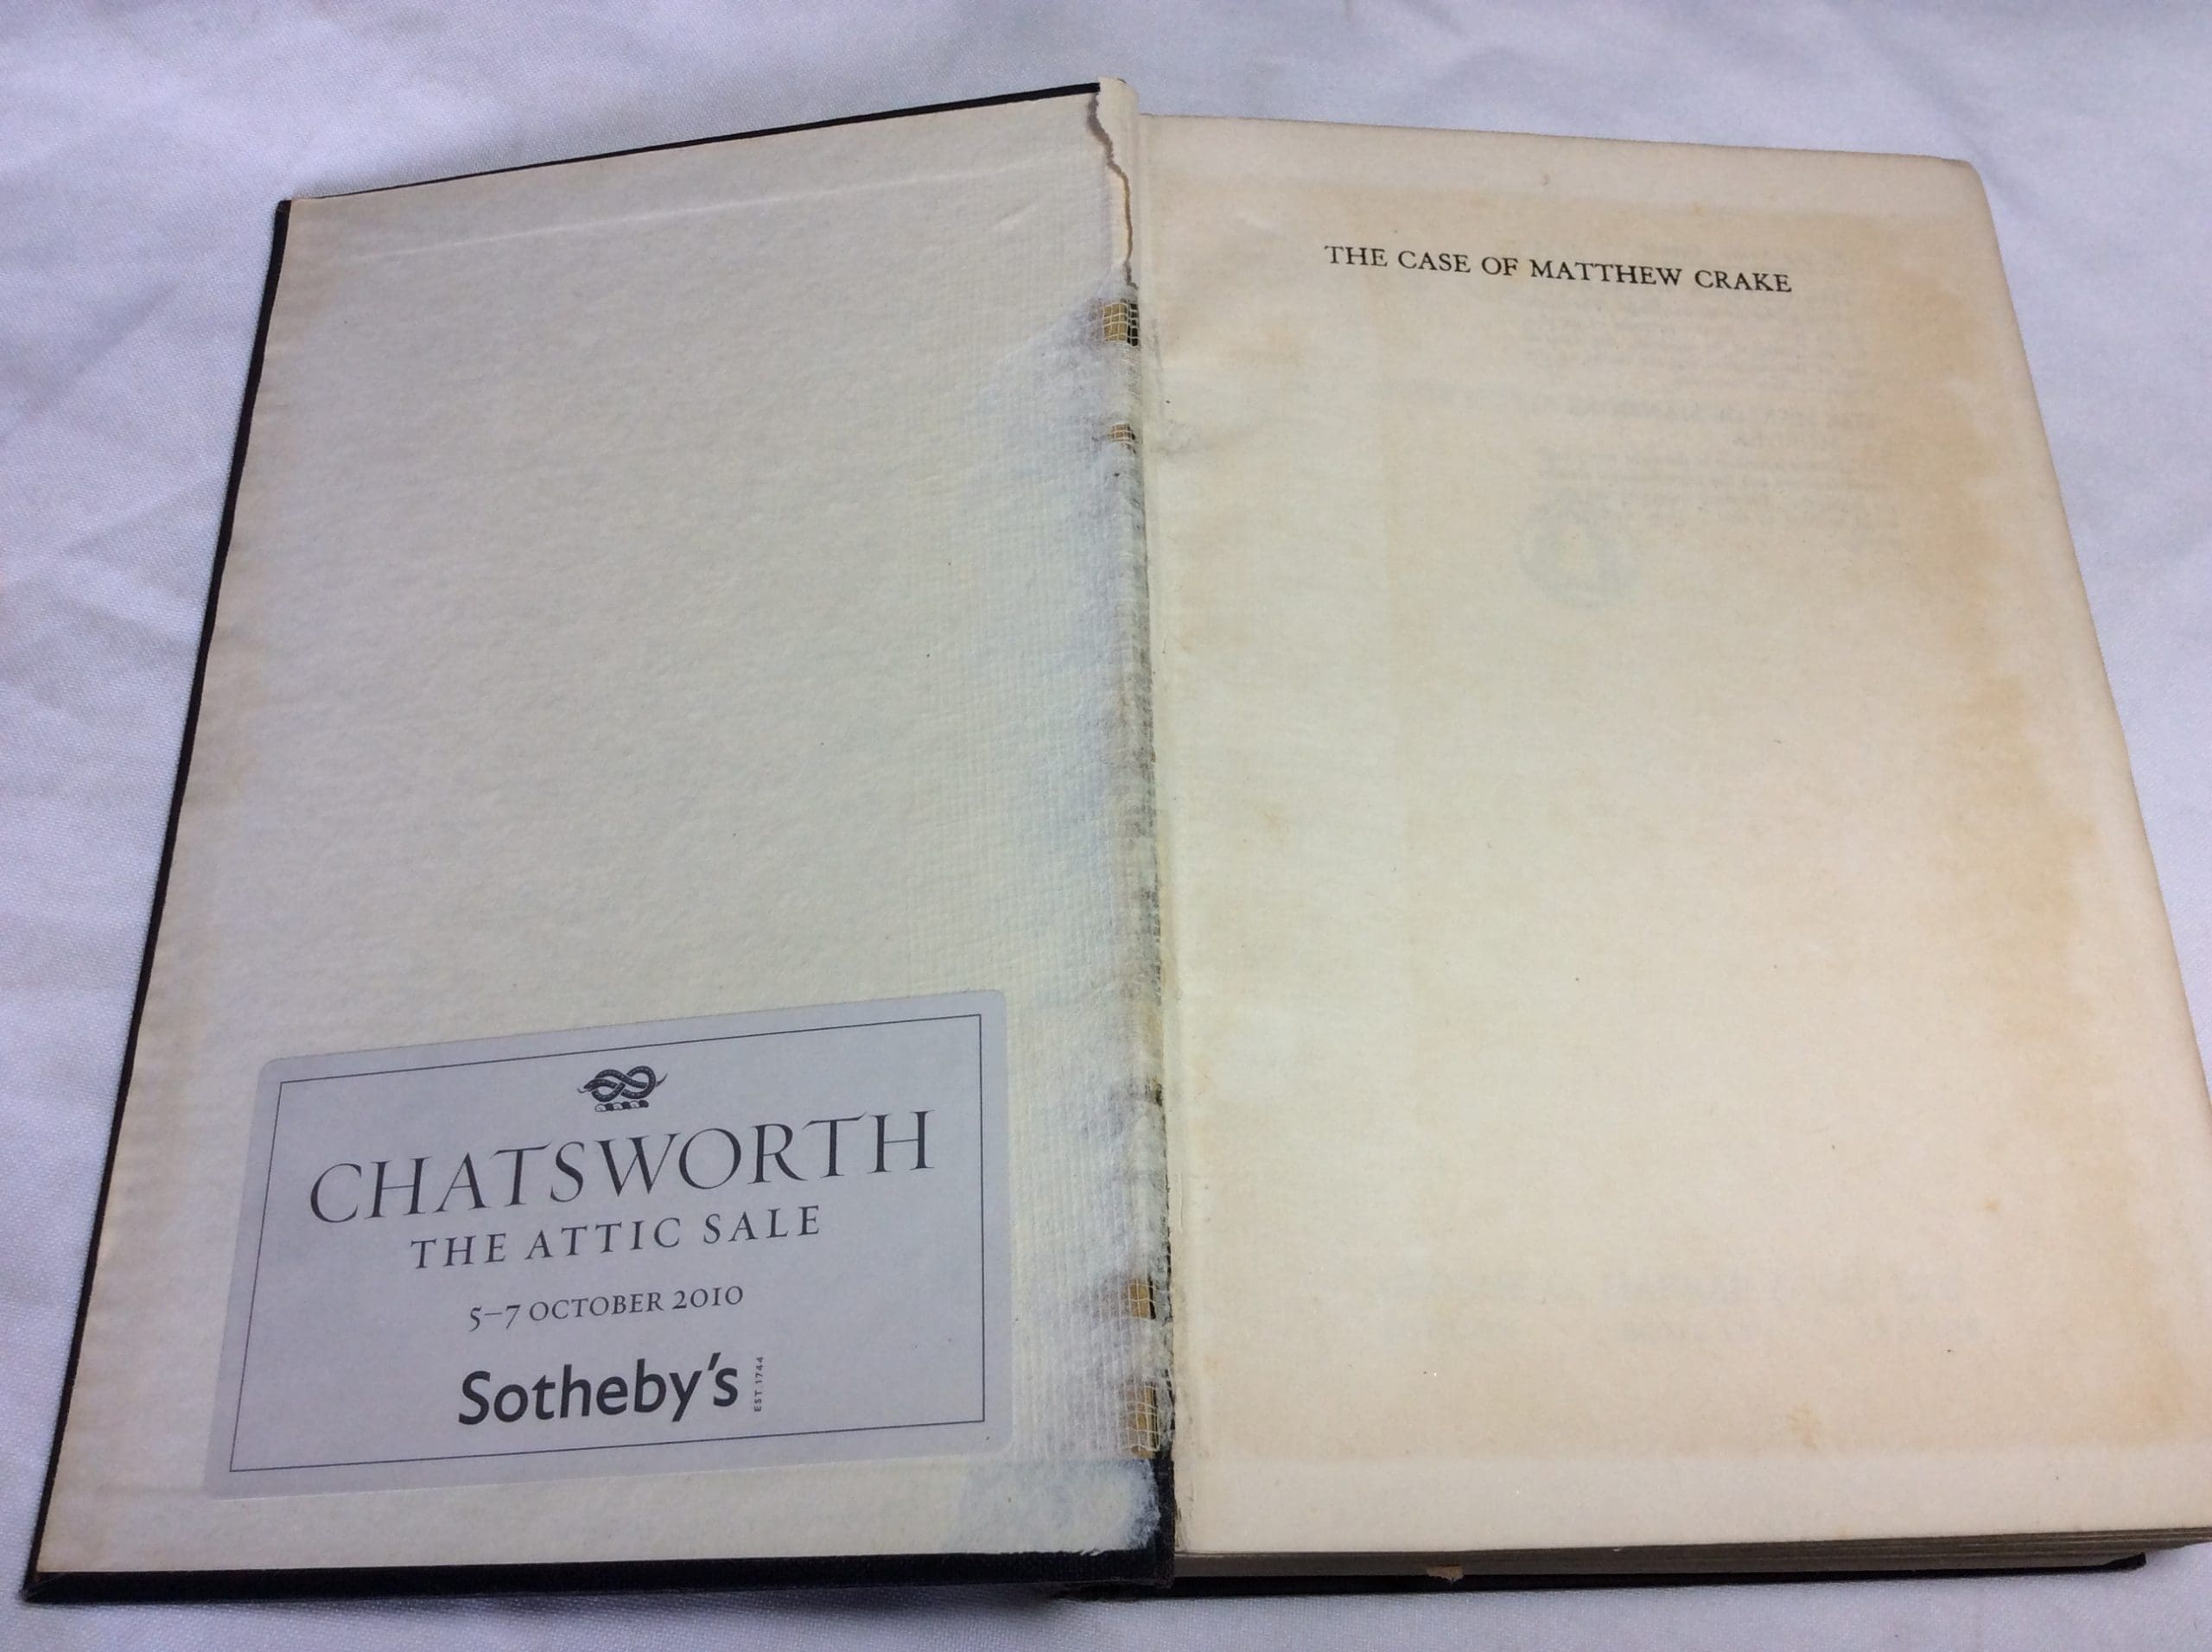 CHATSWORTH
THE ATTIC SALE
5–7 OCTOBER 2010
Sotheby's EST 1744
THE CASE OF MATTHEW CRAKE